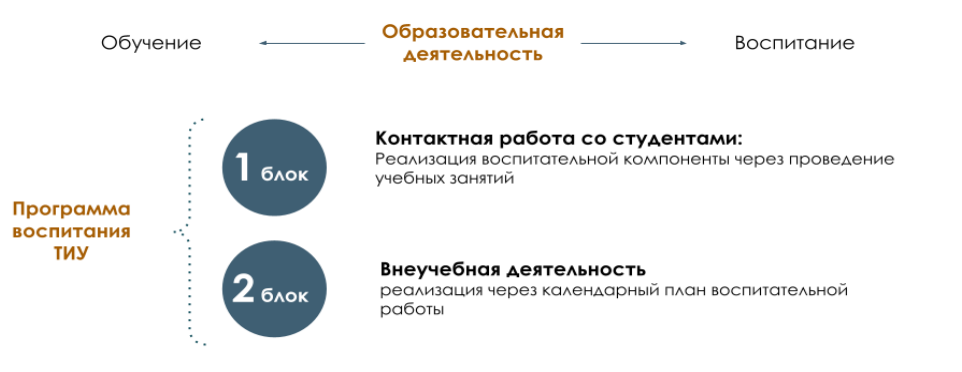 Обучение
Образовательная
деятельность
Воспитание
Программа
воспитания
ТИУ
1 блок
Контактная работа со студентами:
Реализация воспитательной компоненты через проведение
учебных занятий
2 блок
Внеучебная деятельность
реализация через календарный план воспитательной
работы